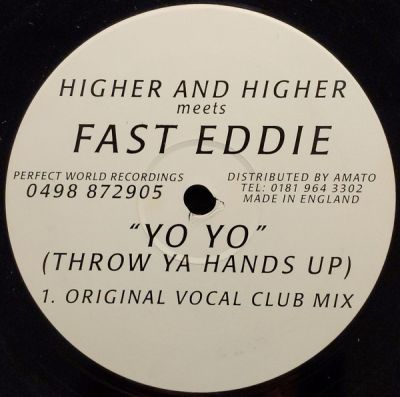 HIGHER AND HIGHER
meets
FAST EDDIE
PERFECT WORLD RECORDINGS
0498 872905
DISTRIBUTED BY AMATO
TEL: 0181 964 3302
MADE IN ENGLAND
"YO YO"
(THROW YA HANDS UP)
1. ORIGINAL VOCAL CLUB MIX